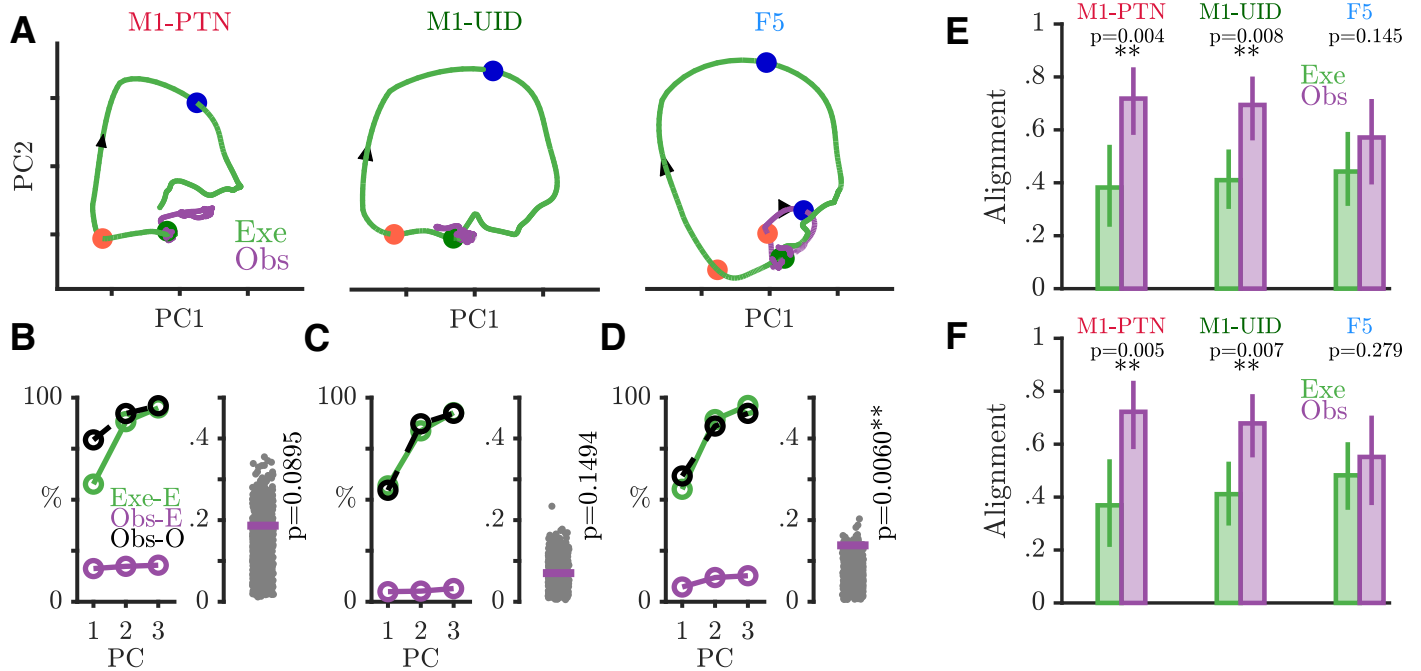 A
M1-PTN
M1-UID
F5
PC2
Exe
Obs
PC1
PC1
PC1
B
100
%
0
Exe-E
Obs-E
Obs-O
1 2 3
PC
.4
.2
0
p=0.0895
C
100
%
0
1 2 3
PC
.4
.2
0
p=0.1494
D
100
%
0
1 2 3
PC
.4
.2
0
p=0.0060**
E
M1-PTN M1-UID F5
p=0.004 p=0.008 p=0.145
** **
Exe
Obs
Alignment
1
.8
.6
.4
.2
0
F
M1-PTN M1-UID F5
p=0.005 p=0.007 p=0.279
** **
Exe
Obs
Alignment
1
.8
.6
.4
.2
0